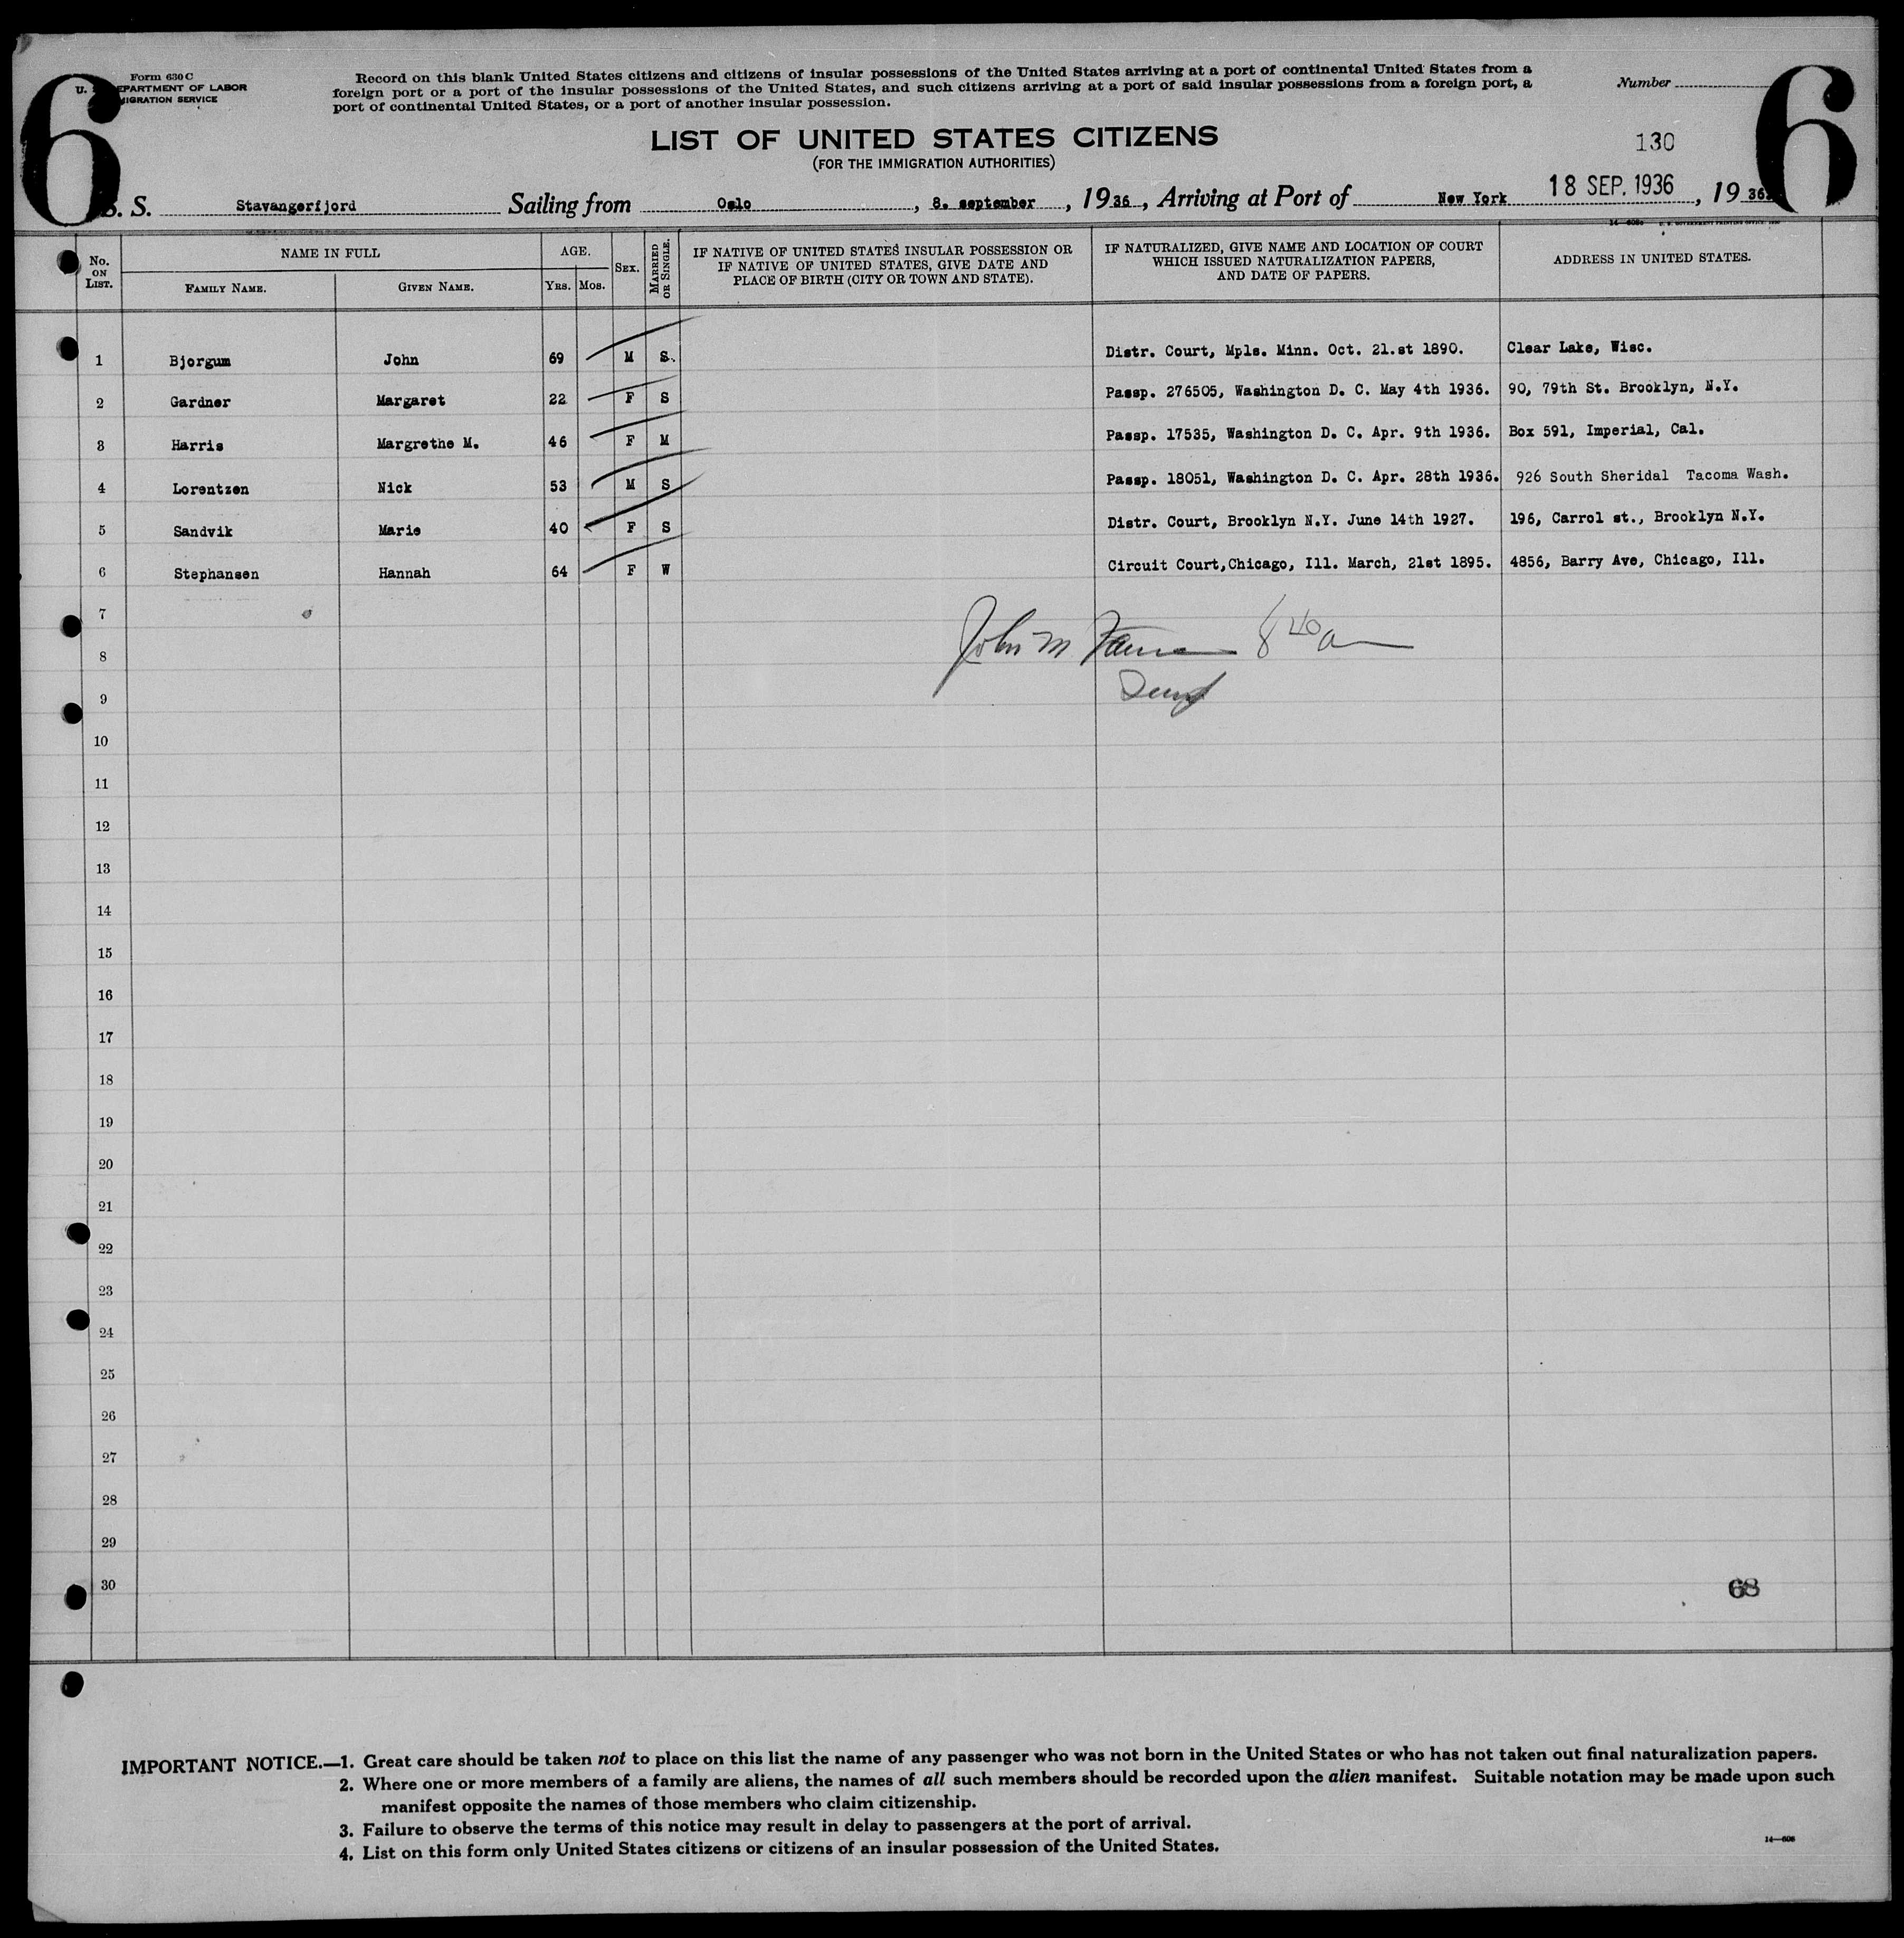 6
6
Form 630 C
U. DEPARTMENT OF LABOR
IMMIGRATION SERVICE
Record on this blank United States citizens and citizens of insular possessions of the United States arriving at a port of continental United States from a
foreign port or a port of the insular possessions of the United States, and such citizens arriving at a port of said insular possessions from a foreign port, a
port of continental United States, or a port of another insular possession.
Number
LIST OF UNITED STATES CITIZENS
(FOR THE IMMIGRATION AUTHORITIES)
130
S. S. Stavangerfjord Sailing from Oslo, 8. september, 1936, Arriving at Port of New York 18 SEP. 1936, 1936.
No. ON LIST.
NAME IN FULL
FAMILY NAME. GIVEN NAME.
AGE.
YRS. MOS.
SEX.
MARRIED OR SINGLE.
IF NATIVE OF UNITED STATES INSULAR POSSESSION OR
IF NATIVE OF UNITED STATES, GIVE DATE AND
PLACE OF BIRTH (CITY OR TOWN AND STATE).
IF NATURALIZED, GIVE NAME AND LOCATION OF COURT
WHICH ISSUED NATURALIZATION PAPERS,
AND DATE OF PAPERS.
ADDRESS IN UNITED STATES.
1 Bjorgum John 69 M S. Distr. Court, Mpls. Minn. Oct. 21.st 1890. Clear Lake, Wisc.
2 Gardner Margaret 22 F S Passp. 276505, Washington D. C. May 4th 1936. 90, 79th St. Brooklyn, N.Y.
3 Harris Margrethe M. 46 F M Passp. 17535, Washington D. C. Apr. 9th 1936. Box 591, Imperial, Cal.
4 Lorentzen Nick 53 M S Passp. 18051, Washington D. C. Apr. 28th 1936. 926 South Sheridal Tacoma Wash.
5 Sandvik Marie 40 F S Distr. Court, Brooklyn N.Y. June 14th 1927. 196, Carrol st., Brooklyn N.Y.
6 Stephansen Hannah 64 F W Circuit Court,Chicago, Ill. March, 21st 1895. 4856, Barry Ave, Chicago, Ill.
7
John M
8
9
10
11
12
13
14
15
16
17
18
19
20
21
22
23
24
25
26
27
28
29
30
68
IMPORTANT NOTICE.—1. Great care should be taken not to place on this list the name of any passenger who was not born in the United States or who has not taken out final naturalization papers.
2. Where one or more members of a family are aliens, the names of all such members should be recorded upon the alien manifest. Suitable notation may be made upon such
manifest opposite the names of those members who claim citizenship.
3. Failure to observe the terms of this notice may result in delay to passengers at the port of arrival.
4. List on this form only United States citizens or citizens of an insular possession of the United States.
14—608